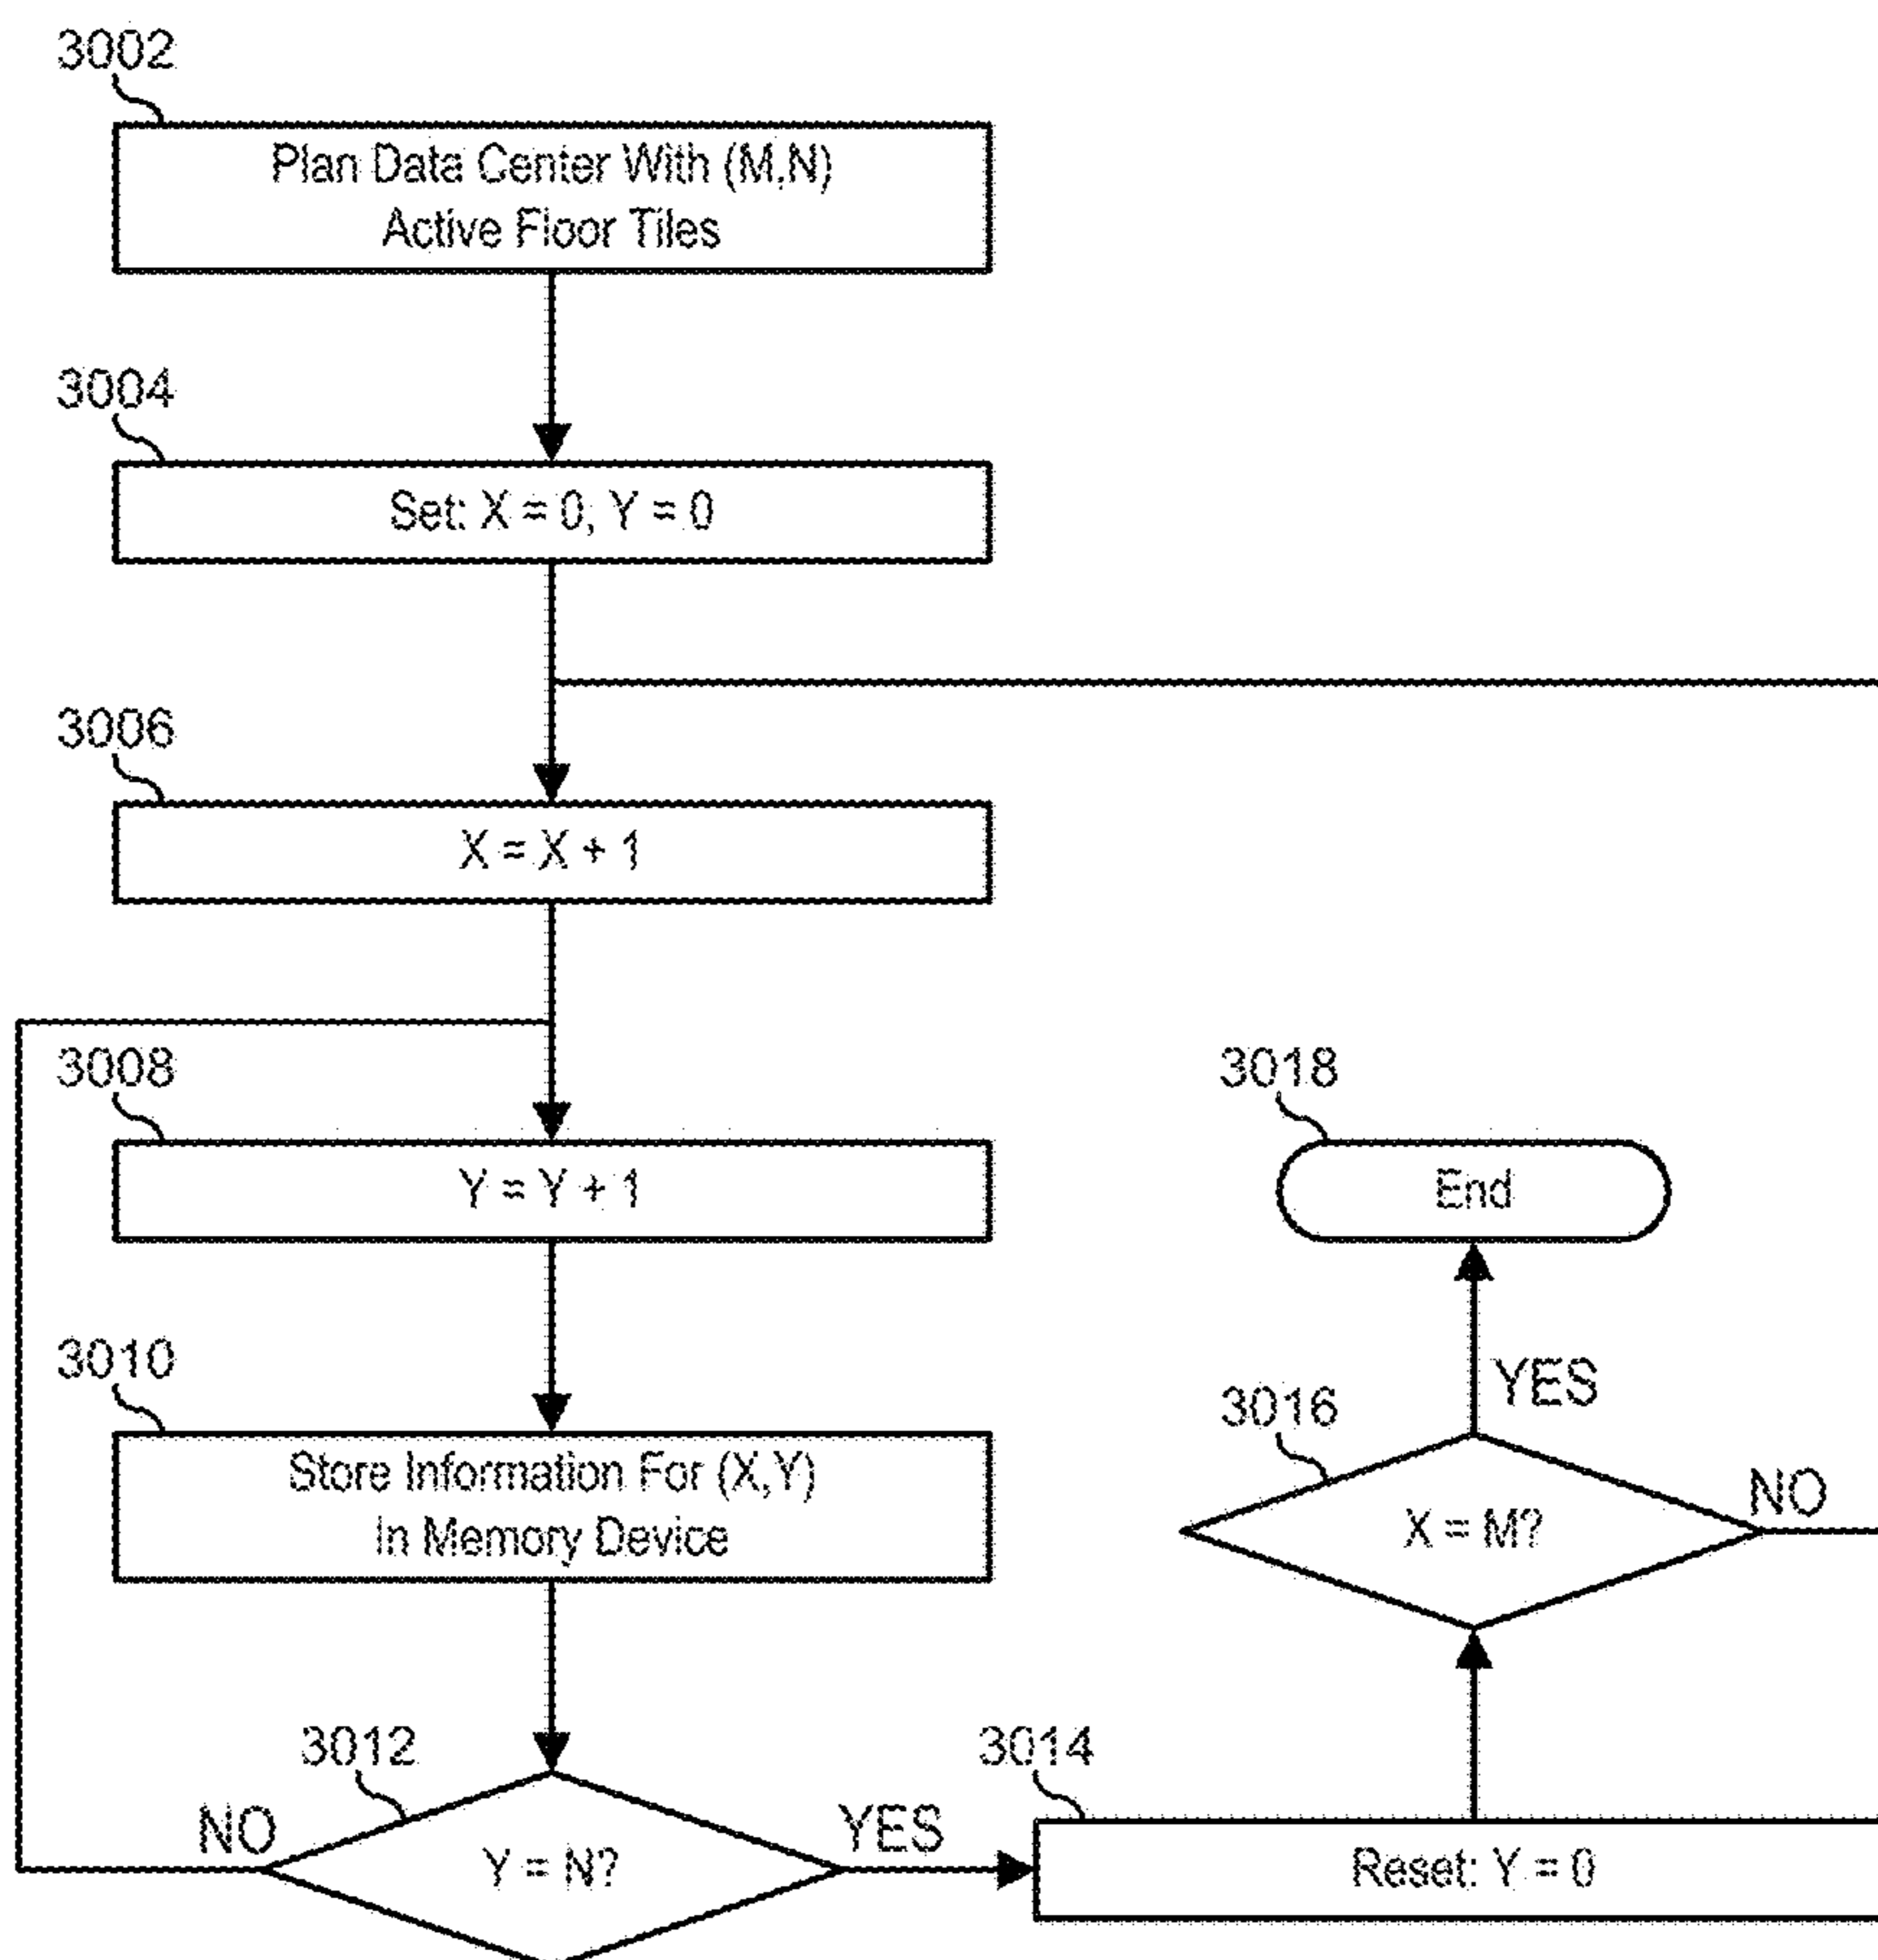 3002
Plan Data Center With (M,N)
Active Floor Tiles
3004
Set: X = 0, Y = 0
3006
X = X + 1
3008
Y = Y + 1
3010
Store Information For (X,Y)
In Memory Device
3012
NO
Y = N?
YES
3014
Reset: Y = 0
3016
X = M?
NO
YES
3018
End